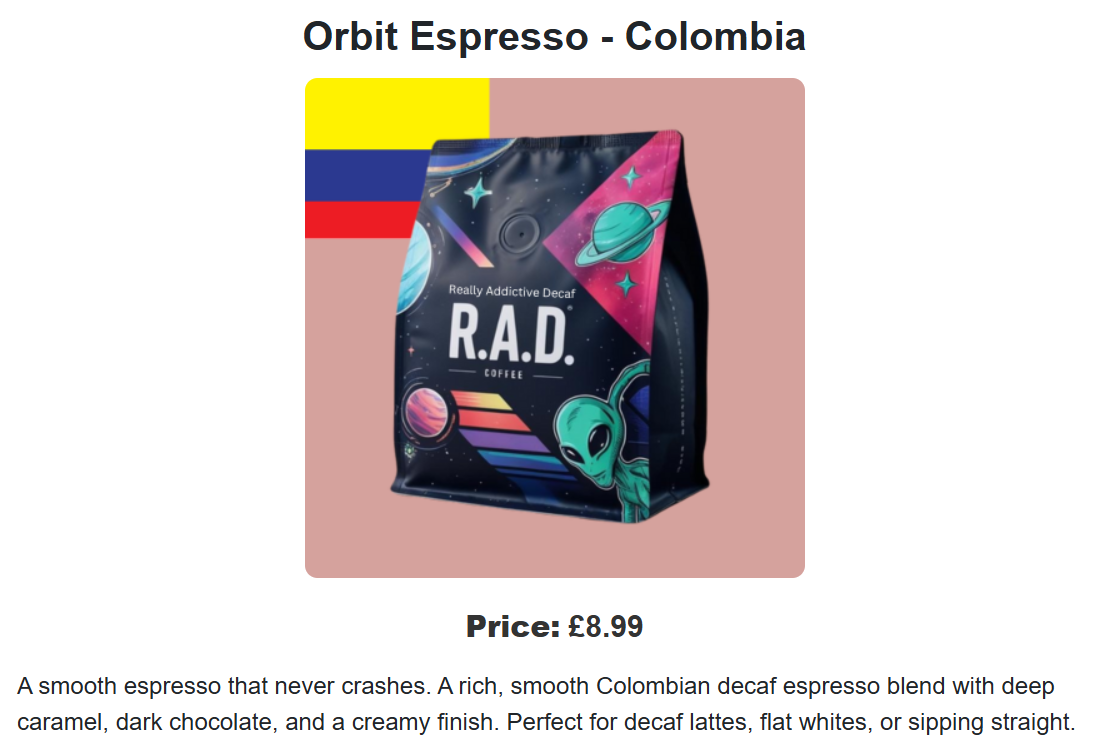 Orbit Espresso - Colombia
Really Addictive Decaf
R.A.D.®
COFFEE
Price: £8.99
A smooth espresso that never crashes. A rich, smooth Colombian decaf espresso blend with deep
caramel, dark chocolate, and a creamy finish. Perfect for decaf lattes, flat whites, or sipping straight.